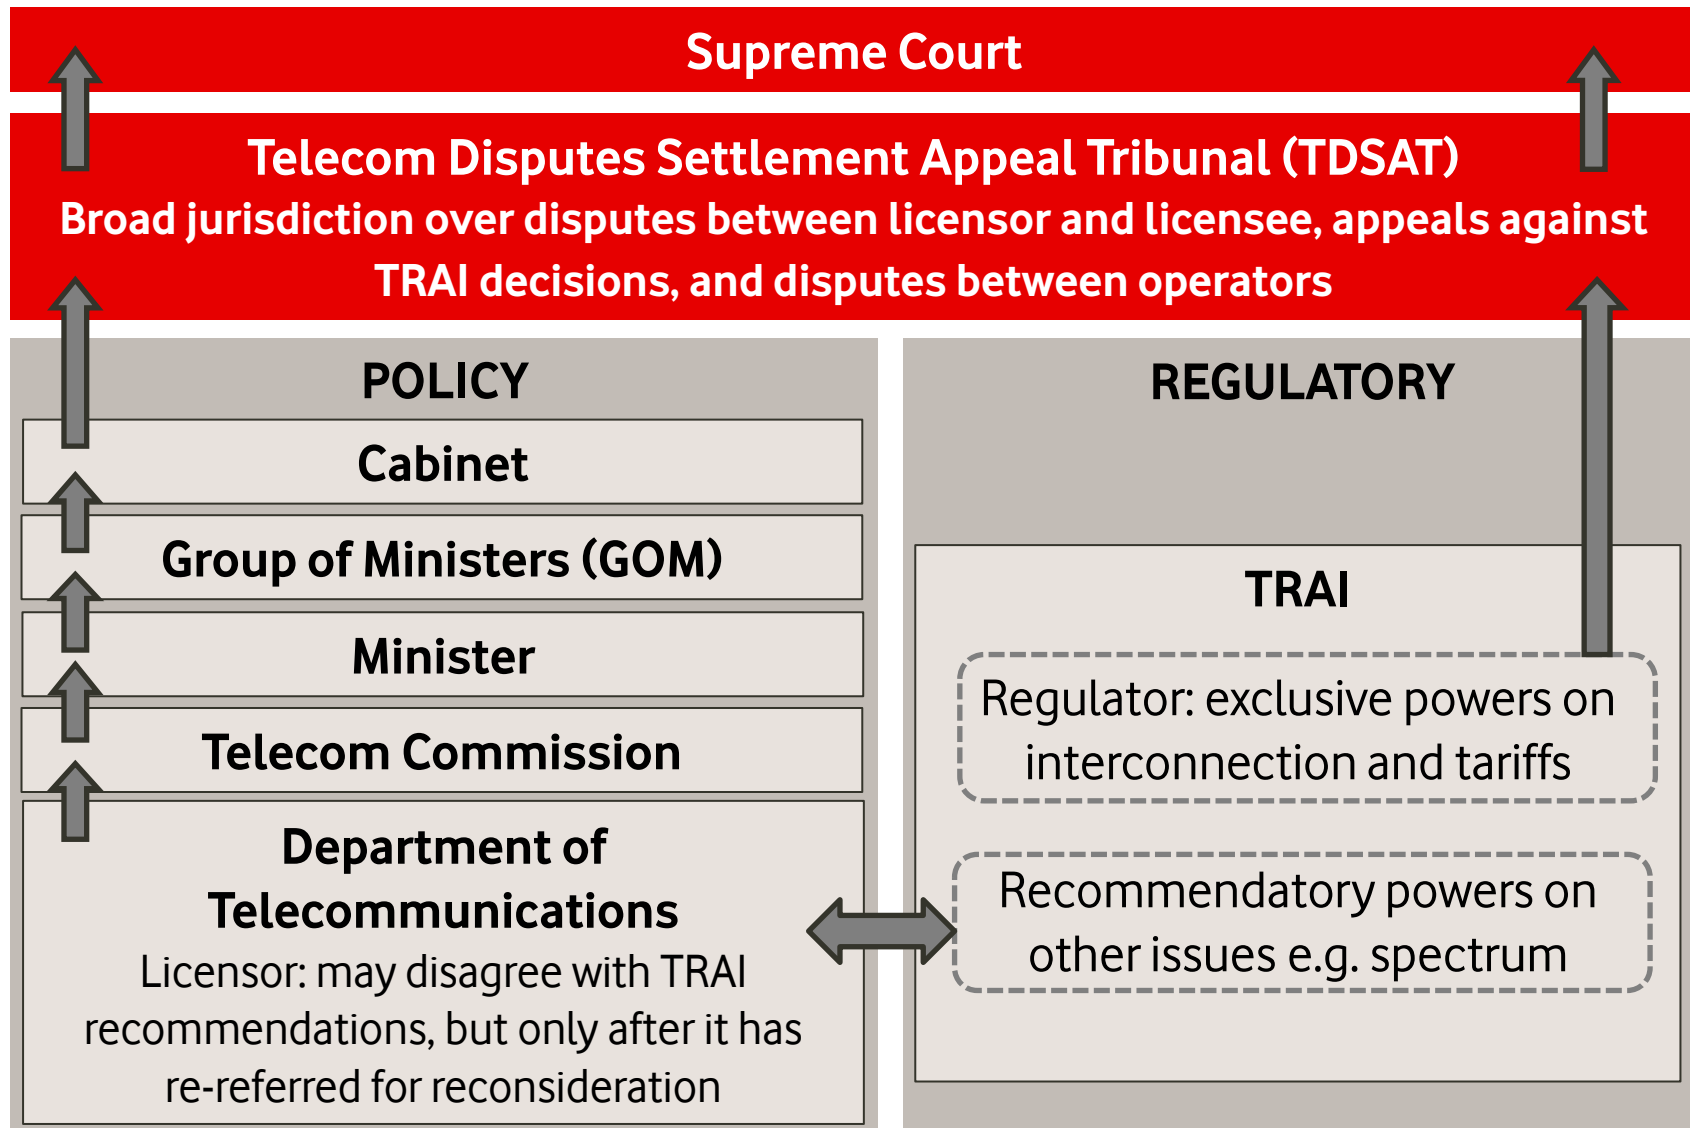 Supreme Court
Telecom Disputes Settlement Appeal Tribunal (TDSAT)
Broad jurisdiction over disputes between licensor and licensee, appeals against
TRAI decisions, and disputes between operators
POLICY
Cabinet
Group of Ministers (GOM)
Minister
Telecom Commission
Department of
Telecommunications
Licensor: may disagree with TRAI
recommendations, but only after it has
re-referred for reconsideration
REGULATORY
TRAI
Regulator: exclusive powers on
interconnection and tariffs
Recommendatory powers on
other issues e.g. spectrum